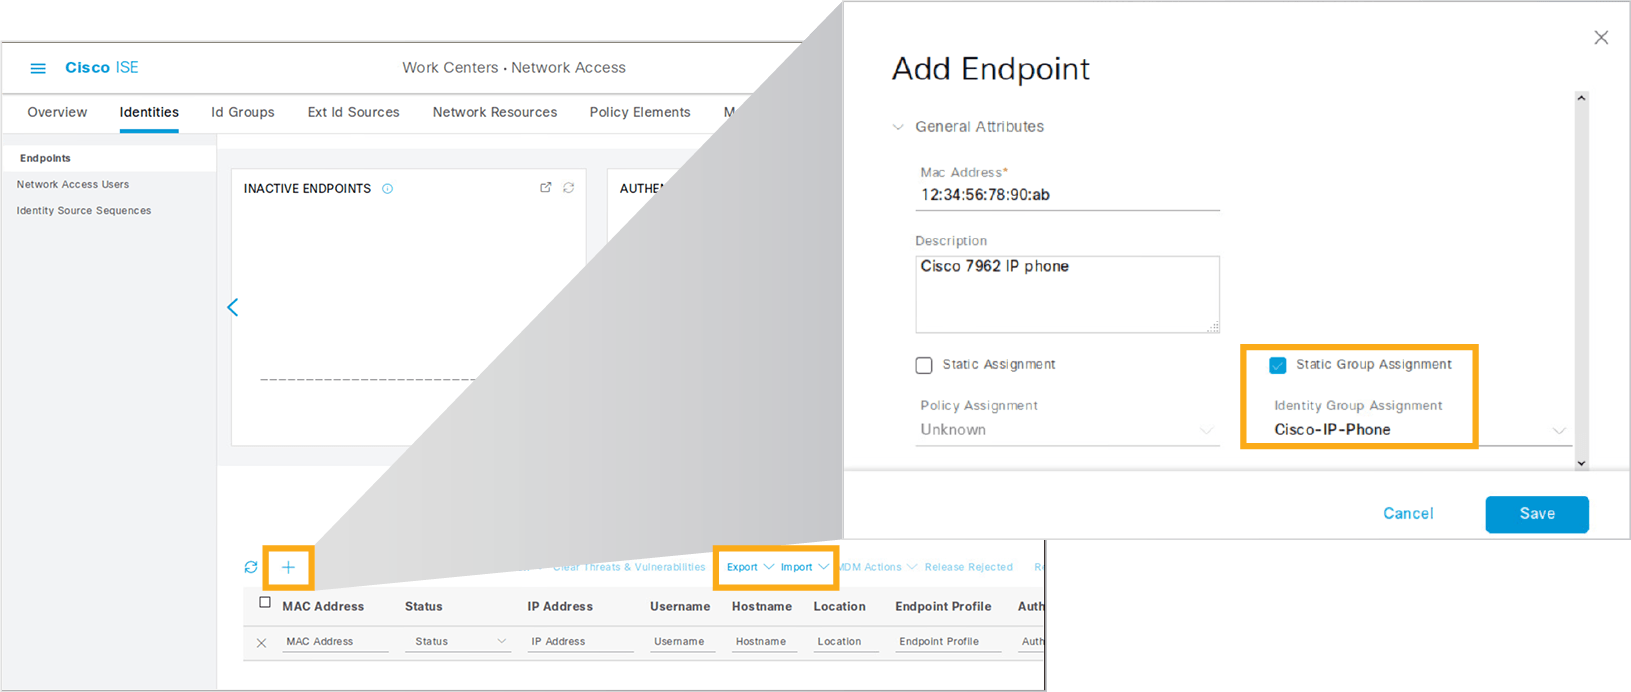 Cisco ISE
Work Centers · Network Access
Overview Identities Id Groups Ext Id Sources Network Resources Policy Elements
Endpoints
Network Access Users
Identity Source Sequences
INACTIVE ENDPOINTS
Clear Threats & Vulnerabilities Export Import MDM Actions Release Rejected
MAC Address Status IP Address Username Hostname Location Endpoint Profile Auth
MAC Address Status IP Address Username Hostname Location Endpoint Profile Auth
Add Endpoint
General Attributes
Mac Address*
12:34:56:78:90:ab
Description
Cisco 7962 IP phone
Static Assignment Static Group Assignment
Policy Assignment Identity Group Assignment
Unknown Cisco-IP-Phone
Cancel Save